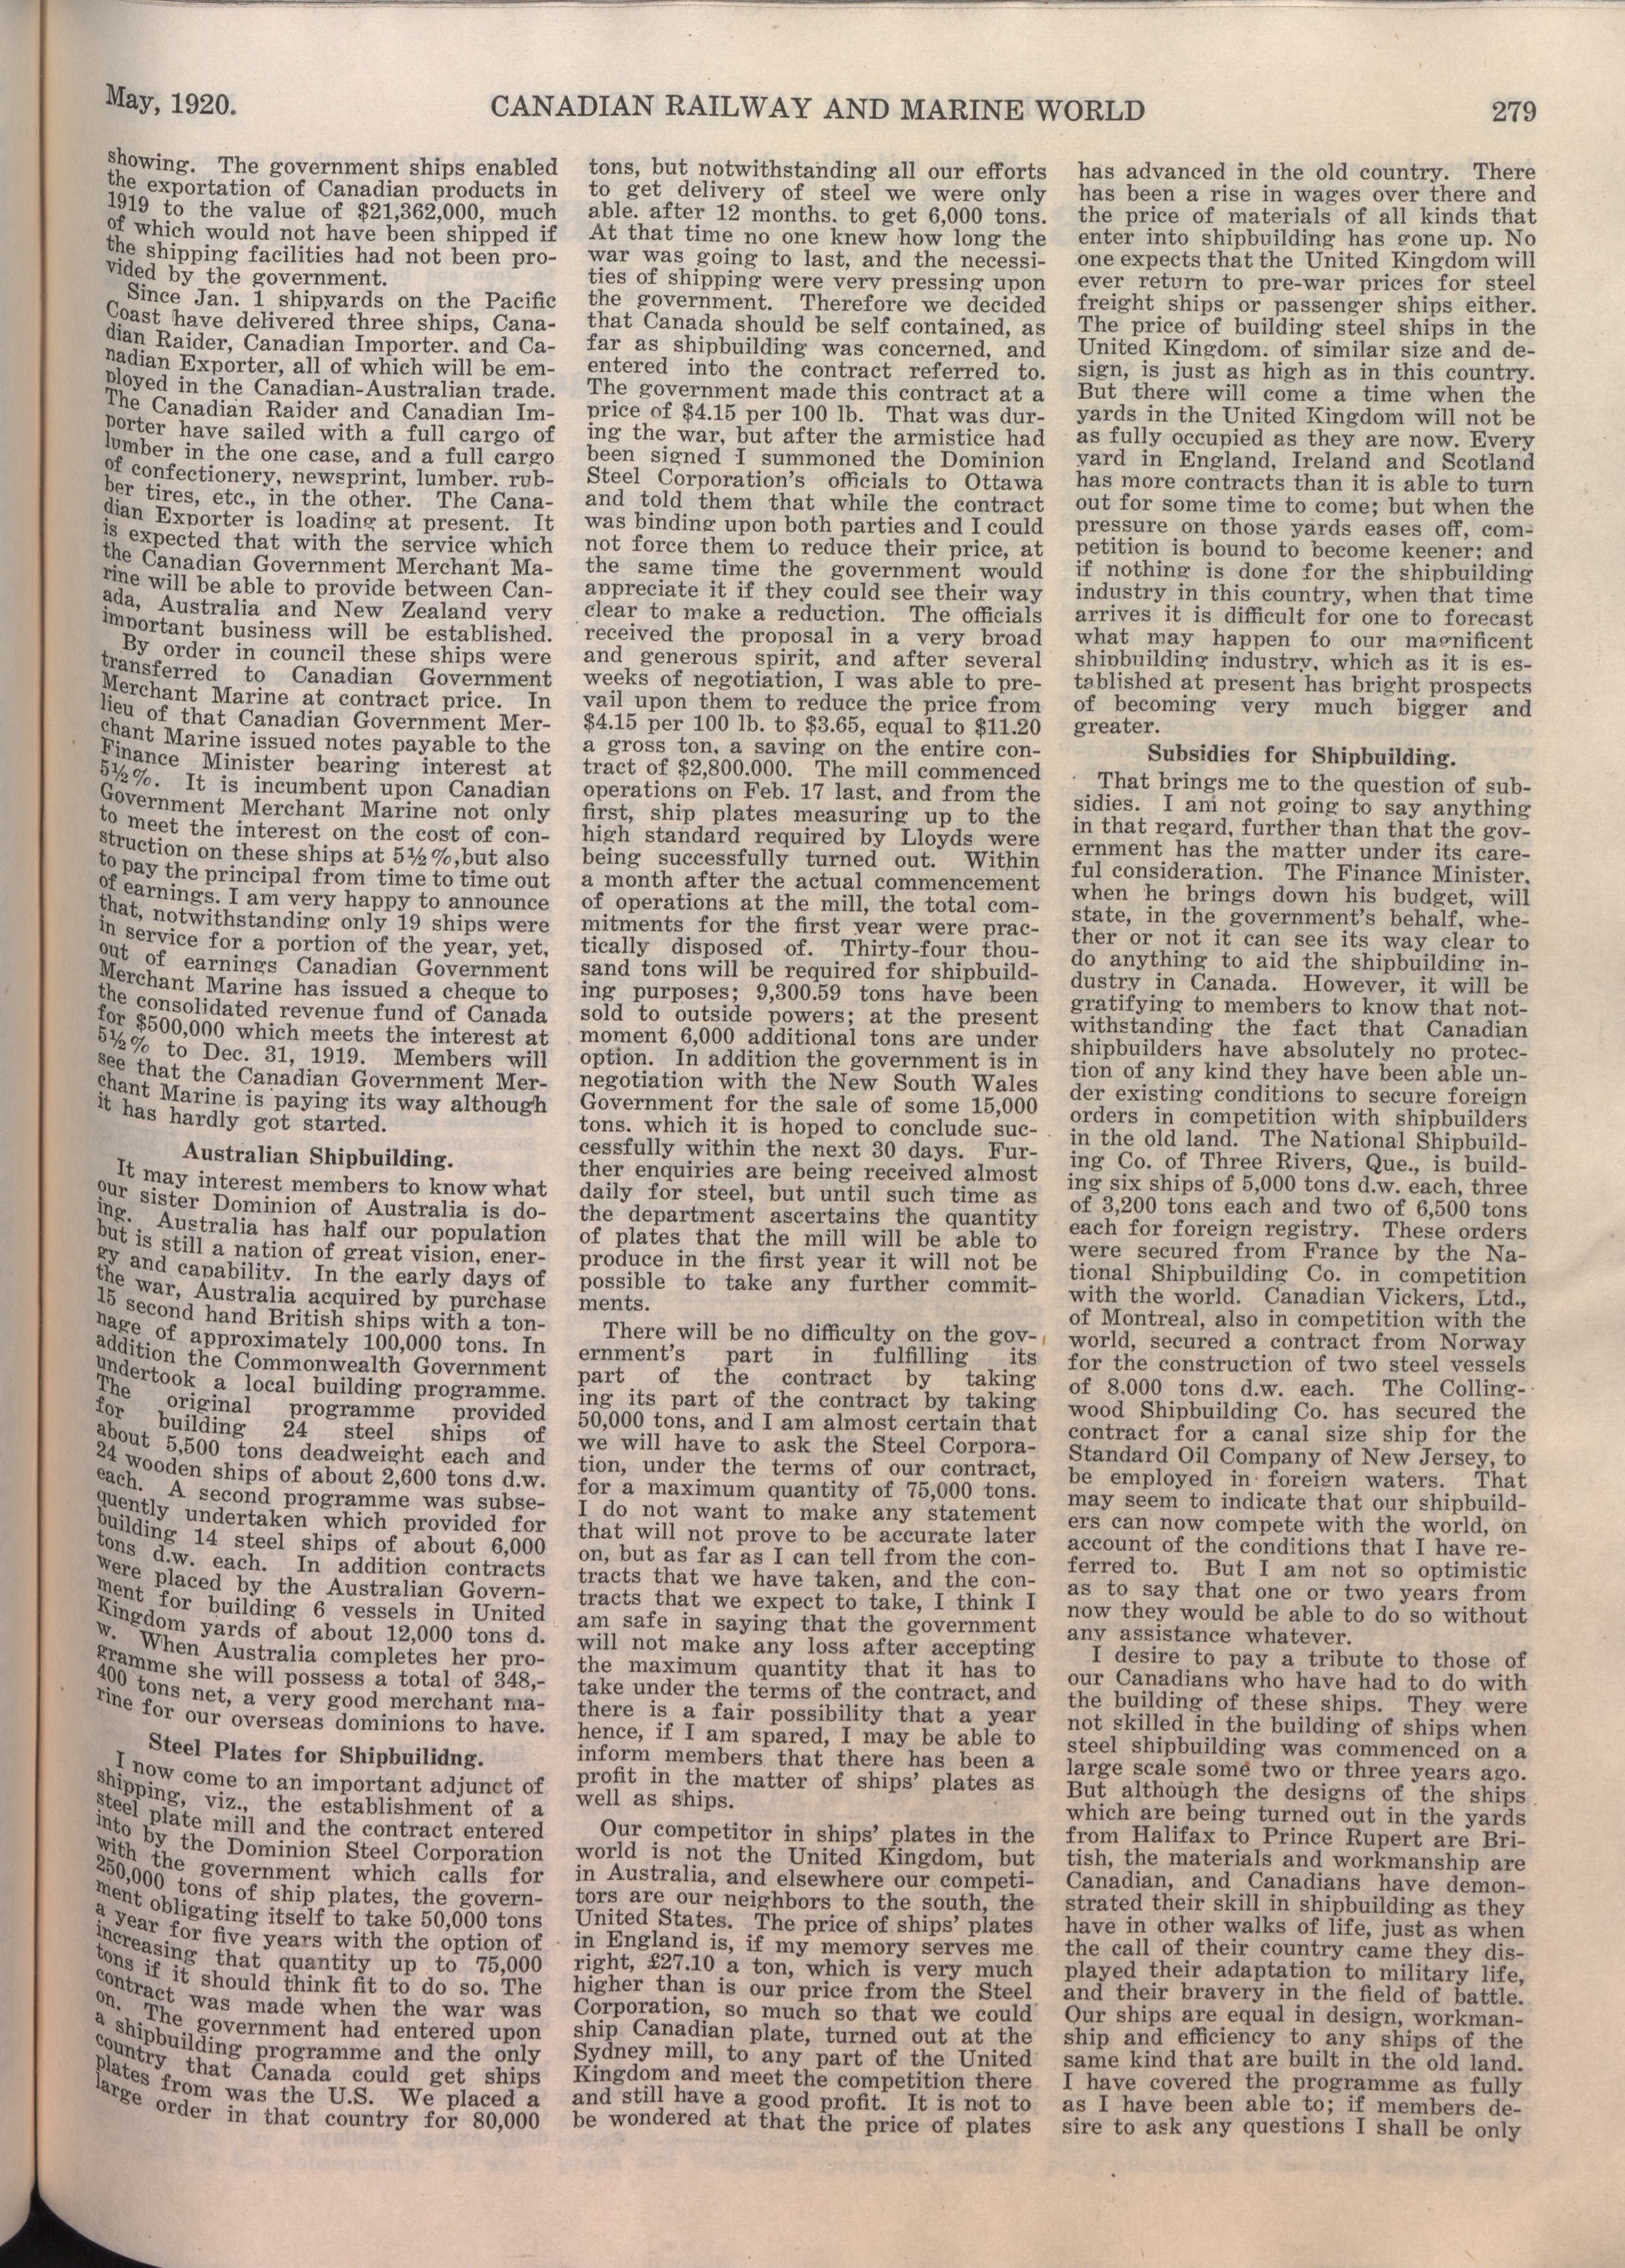 May, 1920.
CANADIAN RAILWAY AND MARINE WORLD
279
showing. The government ships enabled
the exportation of Canadian products in
1919 to the value of $21,362,000, much
of which would not have been shipped if
the shipping facilities had not been pro-
vided by the government.
Since Jan. 1 shipyards on the Pacific
Coast have delivered three ships, Cana-
dian Raider, Canadian Importer. and Ca-
nadian Exporter, all of which will be em-
ployed in the Canadian-Australian trade.
The Canadian Raider and Canadian Im-
porter have sailed with a full cargo of
lumber in the one case, and a full cargo
of confectionery, newsprint, lumber. rub-
ber tires, etc., in the other. The Cana-
dian Exporter is loading at present. It
is expected that with the service which
the Canadian Government Merchant Ma-
rine will be able to provide between Can-
ada, Australia and New Zealand very
important business will be established.
By order in council these ships were
transferred to Canadian Government
Merchant Marine at contract price. In
lieu of that Canadian Government Mer-
chant Marine issued notes payable to the
Finance Minister bearing interest at
5½%. It is incumbent upon Canadian
Government Merchant Marine not only
to meet the interest on the cost of con-
struction on these ships at 5½%,but also
to pay the principal from time to time out
of earnings. I am very happy to announce
that, notwithstanding only 19 ships were
in service for a portion of the year, yet,
out of earnings Canadian Government
Merchant Marine has issued a cheque to
the consolidated revenue fund of Canada
for $500,000 which meets the interest at
5½% to Dec. 31, 1919. Members will
see that the Canadian Government Mer-
chant Marine is paying its way although
it has hardly got started.
Australian Shipbuilding.
It may interest members to know what
our sister Dominion of Australia is do-
ing. Australia has half our population
but is still a nation of great vision, ener-
gy and capability. In the early days of
the war, Australia acquired by purchase
15 second hand British ships with a ton-
nage of approximately 100,000 tons. In
addition the Commonwealth Government
undertook a local building programme.
The original programme provided
for building 24 steel ships of
about 5,500 tons deadweight each and
24 wooden ships of about 2,600 tons d.w.
each. A second programme was subse-
quently undertaken which provided for
building 14 steel ships of about 6,000
tons d.w. each. In addition contracts
were placed by the Australian Govern-
ment for building 6 vessels in United
Kingdom yards of about 12,000 tons d.
w. When Australia completes her pro-
gramme she will possess a total of 348,-
400 tons net, a very good merchant ma-
rine for our overseas dominions to have.
Steel Plates for Shipbuilidng.
I now come to an important adjunct of
shipping, viz., the establishment of a
steel plate mill and the contract entered
into by the Dominion Steel Corporation
with the government which calls for
250,000 tons of ship plates, the govern-
ment obligating itself to take 50,000 tons
a year for five years with the option of
increasing that quantity up to 75,000
tons if it should think fit to do so. The
contract was made when the war was
on. The government had entered upon
a shipbuilding programme and the only
country that Canada could get ships
plates from was the U.S. We placed a
large order in that country for 80,000
tons, but notwithstanding all our efforts
to get delivery of steel we were only
able. after 12 months. to get 6,000 tons.
At that time no one knew how long the
war was going to last, and the necessi-
ties of shipping were very pressing upon
the government. Therefore we decided
that Canada should be self contained, as
far as shipbuilding was concerned, and
entered into the contract referred to.
The government made this contract at a
price of $4.15 per 100 lb. That was dur-
ing the war, but after the armistice had
been signed I summoned the Dominion
Steel Corporation's officials to Ottawa
and told them that while the contract
was binding upon both parties and I could
not force them to reduce their price, at
the same time the government would
appreciate it if they could see their way
clear to make a reduction. The officials
received the proposal in a very broad
and generous spirit, and after several
weeks of negotiation, I was able to pre-
vail upon them to reduce the price from
$4.15 per 100 lb. to $3.65, equal to $11.20
a gross ton, a saving on the entire con-
tract of $2,800.000. The mill commenced
operations on Feb. 17 last, and from the
first, ship plates measuring up to the
high standard required by Lloyds were
being successfully turned out. Within
a month after the actual commencement
of operations at the mill, the total com-
mitments for the first year were prac-
tically disposed of. Thirty-four thou-
sand tons will be required for shipbuild-
ing purposes; 9,300.59 tons have been
sold to outside powers; at the present
moment 6,000 additional tons are under
option. In addition the government is in
negotiation with the New South Wales
Government for the sale of some 15,000
tons. which it is hoped to conclude suc-
cessfully within the next 30 days. Fur-
ther enquiries are being received almost
daily for steel, but until such time as
the department ascertains the quantity
of plates that the mill will be able to
produce in the first year it will not be
possible to take any further commit-
ments.
There will be no difficulty on the gov-
ernment's part in fulfilling its
part of the contract by taking
ing its part of the contract by taking
50,000 tons, and I am almost certain that
we will have to ask the Steel Corpora-
tion, under the terms of our contract,
for a maximum quantity of 75,000 tons.
I do not want to make any statement
that will not prove to be accurate later
on, but as far as I can tell from the con-
tracts that we have taken, and the con-
tracts that we expect to take, I think I
am safe in saying that the government
will not make any loss after accepting
the maximum quantity that it has to
take under the terms of the contract, and
there is a fair possibility that a year
hence, if I am spared, I may be able to
inform members that there has been a
profit in the matter of ships' plates as
well as ships.
Our competitor in ships' plates in the
world is not the United Kingdom, but
in Australia, and elsewhere our competi-
tors are our neighbors to the south, the
United States. The price of ships' plates
in England is, if my memory serves me
right, £27.10 a ton, which is very much
higher than is our price from the Steel
Corporation, so much so that we could
ship Canadian plate, turned out at the
Sydney mill, to any part of the United
Kingdom and meet the competition there
and still have a good profit. It is not to
be wondered at that the price of plates
has advanced in the old country. There
has been a rise in wages over there and
the price of materials of all kinds that
enter into shipbuilding has gone up. No
one expects that the United Kingdom will
ever return to pre-war prices for steel
freight ships or passenger ships either.
The price of building steel ships in the
United Kingdom. of similar size and de-
sign, is just as high as in this country.
But there will come a time when the
yards in the United Kingdom will not be
as fully occupied as they are now. Every
yard in England, Ireland and Scotland
has more contracts than it is able to turn
out for some time to come; but when the
pressure on those yards eases off, com-
petition is bound to become keener; and
if nothing is done for the shipbuilding
industry in this country, when that time
arrives it is difficult for one to forecast
what may happen to our magnificent
shipbuilding industry, which as it is es-
tablished at present has bright prospects
of becoming very much bigger and
greater.
Subsidies for Shipbuilding.
That brings me to the question of sub-
sidies. I am not going to say anything
in that regard, further than that the gov-
ernment has the matter under its care-
ful consideration. The Finance Minister,
when he brings down his budget, will
state, in the government's behalf, whe-
ther or not it can see its way clear to
do anything to aid the shipbuilding in-
dustry in Canada. However, it will be
gratifying to members to know that not-
withstanding the fact that Canadian
shipbuilders have absolutely no protec-
tion of any kind they have been able un-
der existing conditions to secure foreign
orders in competition with shipbuilders
in the old land. The National Shipbuild-
ing Co. of Three Rivers, Que., is build-
ing six ships of 5,000 tons d.w. each, three
of 3,200 tons each and two of 6,500 tons
each for foreign registry. These orders
were secured from France by the Na-
tional Shipbuilding Co. in competition
with the world. Canadian Vickers, Ltd.,
of Montreal, also in competition with the
world, secured a contract from Norway
for the construction of two steel vessels
of 8,000 tons d.w. each. The Colling-
wood Shipbuilding Co. has secured the
contract for a canal size ship for the
Standard Oil Company of New Jersey, to
be employed in foreign waters. That
may seem to indicate that our shipbuild-
ers can now compete with the world, on
account of the conditions that I have re-
ferred to. But I am not so optimistic
as to say that one or two years from
now they would be able to do so without
any assistance whatever.
I desire to pay a tribute to those of
our Canadians who have had to do with
the building of these ships. They were
not skilled in the building of ships when
steel shipbuilding was commenced on a
large scale some two or three years ago.
But although the designs of the ships
which are being turned out in the yards
from Halifax to Prince Rupert are Bri-
tish, the materials and workmanship are
Canadian, and Canadians have demon-
strated their skill in shipbuilding as they
have in other walks of life, just as when
the call of their country came they dis-
played their adaptation to military life,
and their bravery in the field of battle.
Our ships are equal in design, workman-
ship and efficiency to any ships of the
same kind that are built in the old land.
I have covered the programme as fully
as I have been able to; if members de-
sire to ask any questions I shall be only